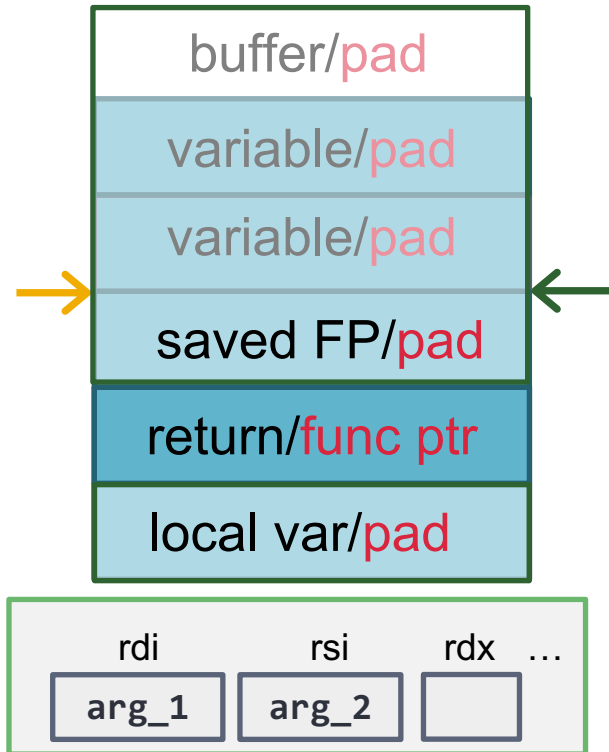 buffer/pad
variable/pad
variable/pad
saved FP/pad
return/func ptr
local var/pad
rdi rsi rdx …
arg_1 arg_2